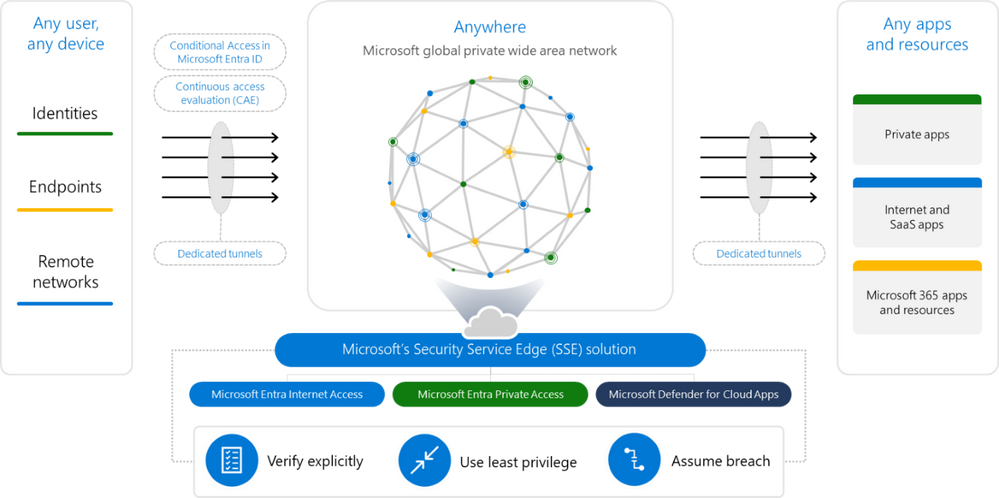 Any user,
any device
Identities
Endpoints
Remote
networks
Conditional Access in
Microsoft Entra ID
Continuous access
evaluation (CAE)
Dedicated tunnels
Anywhere
Microsoft global private wide area network
Dedicated tunnels
Any apps
and resources
Private apps
Internet and
SaaS apps
Microsoft 365 apps
and resources
Microsoft's Security Service Edge (SSE) solution
Microsoft Entra Internet Access
Microsoft Entra Private Access
Microsoft Defender for Cloud Apps
Verify explicitly
Use least privilege
Assume breach